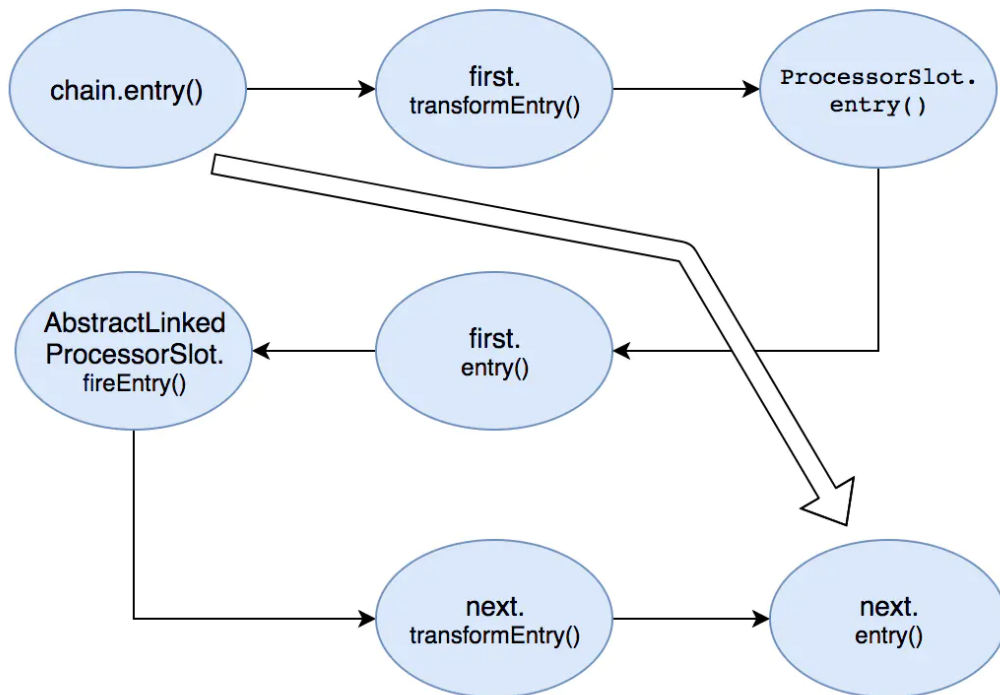 chain.entry()
first.
transformEntry()
ProcessorSlot.
entry()
AbstractLinked
ProcessorSlot.
fireEntry()
first.
entry()
next.
transformEntry()
next.
entry()